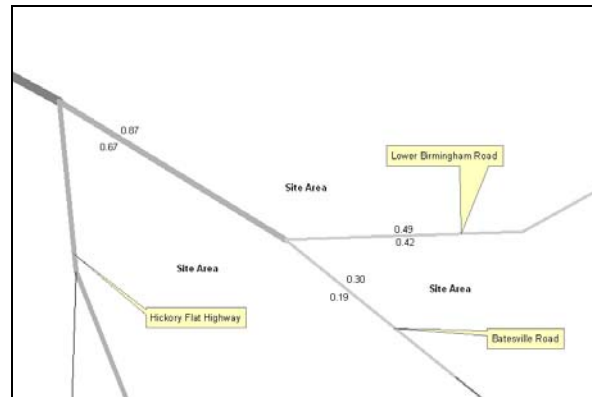 0.87
0.67
Lower Birmingham Road
Site Area
0.49
0.42
Site Area
0.30
Site Area
0.19
Hickory Flat Highway
Batesville Road